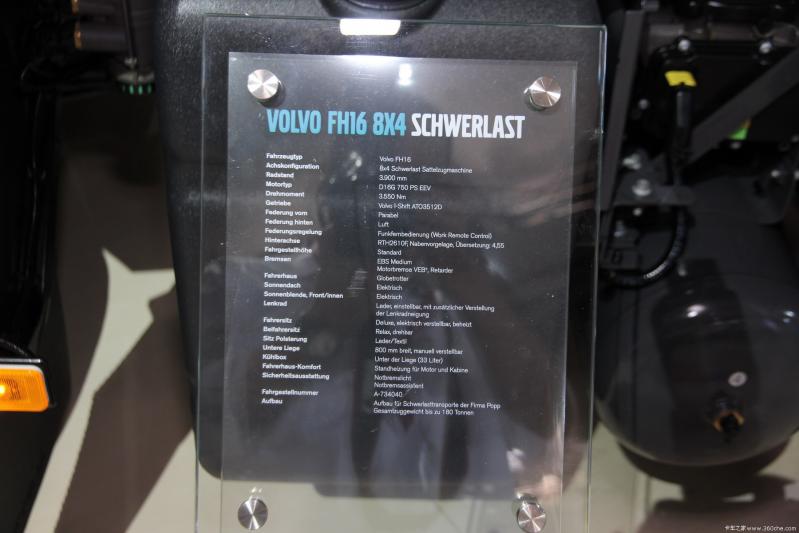 VOLVO FH16 8X4 SCHWERLAST
Fahrzeugtyp Volvo FH16
Achskonfiguration 8x4 Schwerlast Sattelzugmaschine
Radstand 3.900 mm
Motortyp D16G 750 PS EEV
Drehmoment 3.550 Nm
Getriebe Volvo I-Shift ATO3512D
Federung vorn Parabel
Federung hinten Luft
Federungsregelung Funkfernbedienung (Work Remote Control)
Hinterachse RTH2610F, Nabenvorgelage, Übersetzung: 4,55
Fahrgestellhöhe Standard
Bremsen EBS Medium
Motorbremse VEB+, Retarder
Fahrerhaus Globetrotter
Sonnendach Elektrisch
Sonnenblende, Front/innen Elektrisch
Lenkrad Leder, einstellbar, mit zusätzlicher Verstellung
der Lenkradneigung
Fahrersitz Deluxe, elektrisch verstellbar, beheizt
Beifahrersitz Relax, drehbar
Sitz Polsterung Leder/Textil
Untere Liege 800 mm breit, manuell verstellbar
Kühlbox Unter der Liege (33 Liter)
Fahrerhaus-Komfort Standheizung für Motor und Kabine
Sicherheitsausstattung Notbremslicht
Notbremsassistent
Fahrgestellnummer A-734040
Aufbau Aufbau für Schwerlasttransporte der Firma Popp
Gesamtzuggewicht bis zu 180 Tonnen
卡车之家 www.360che.com